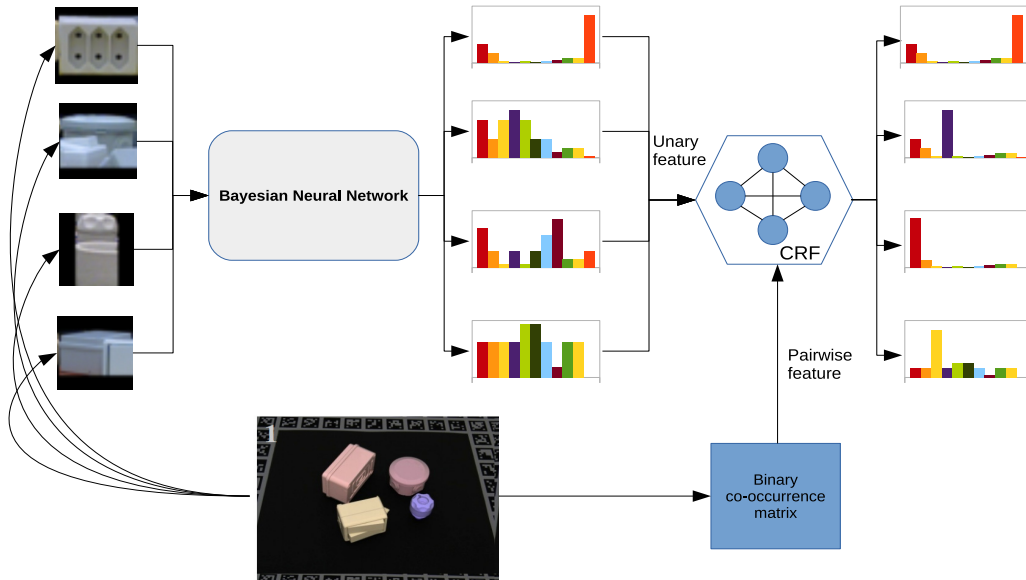 Bayesian Neural Network
Unary
feature
CRF
Pairwise
feature
1
Binary
co-occurrence
matrix